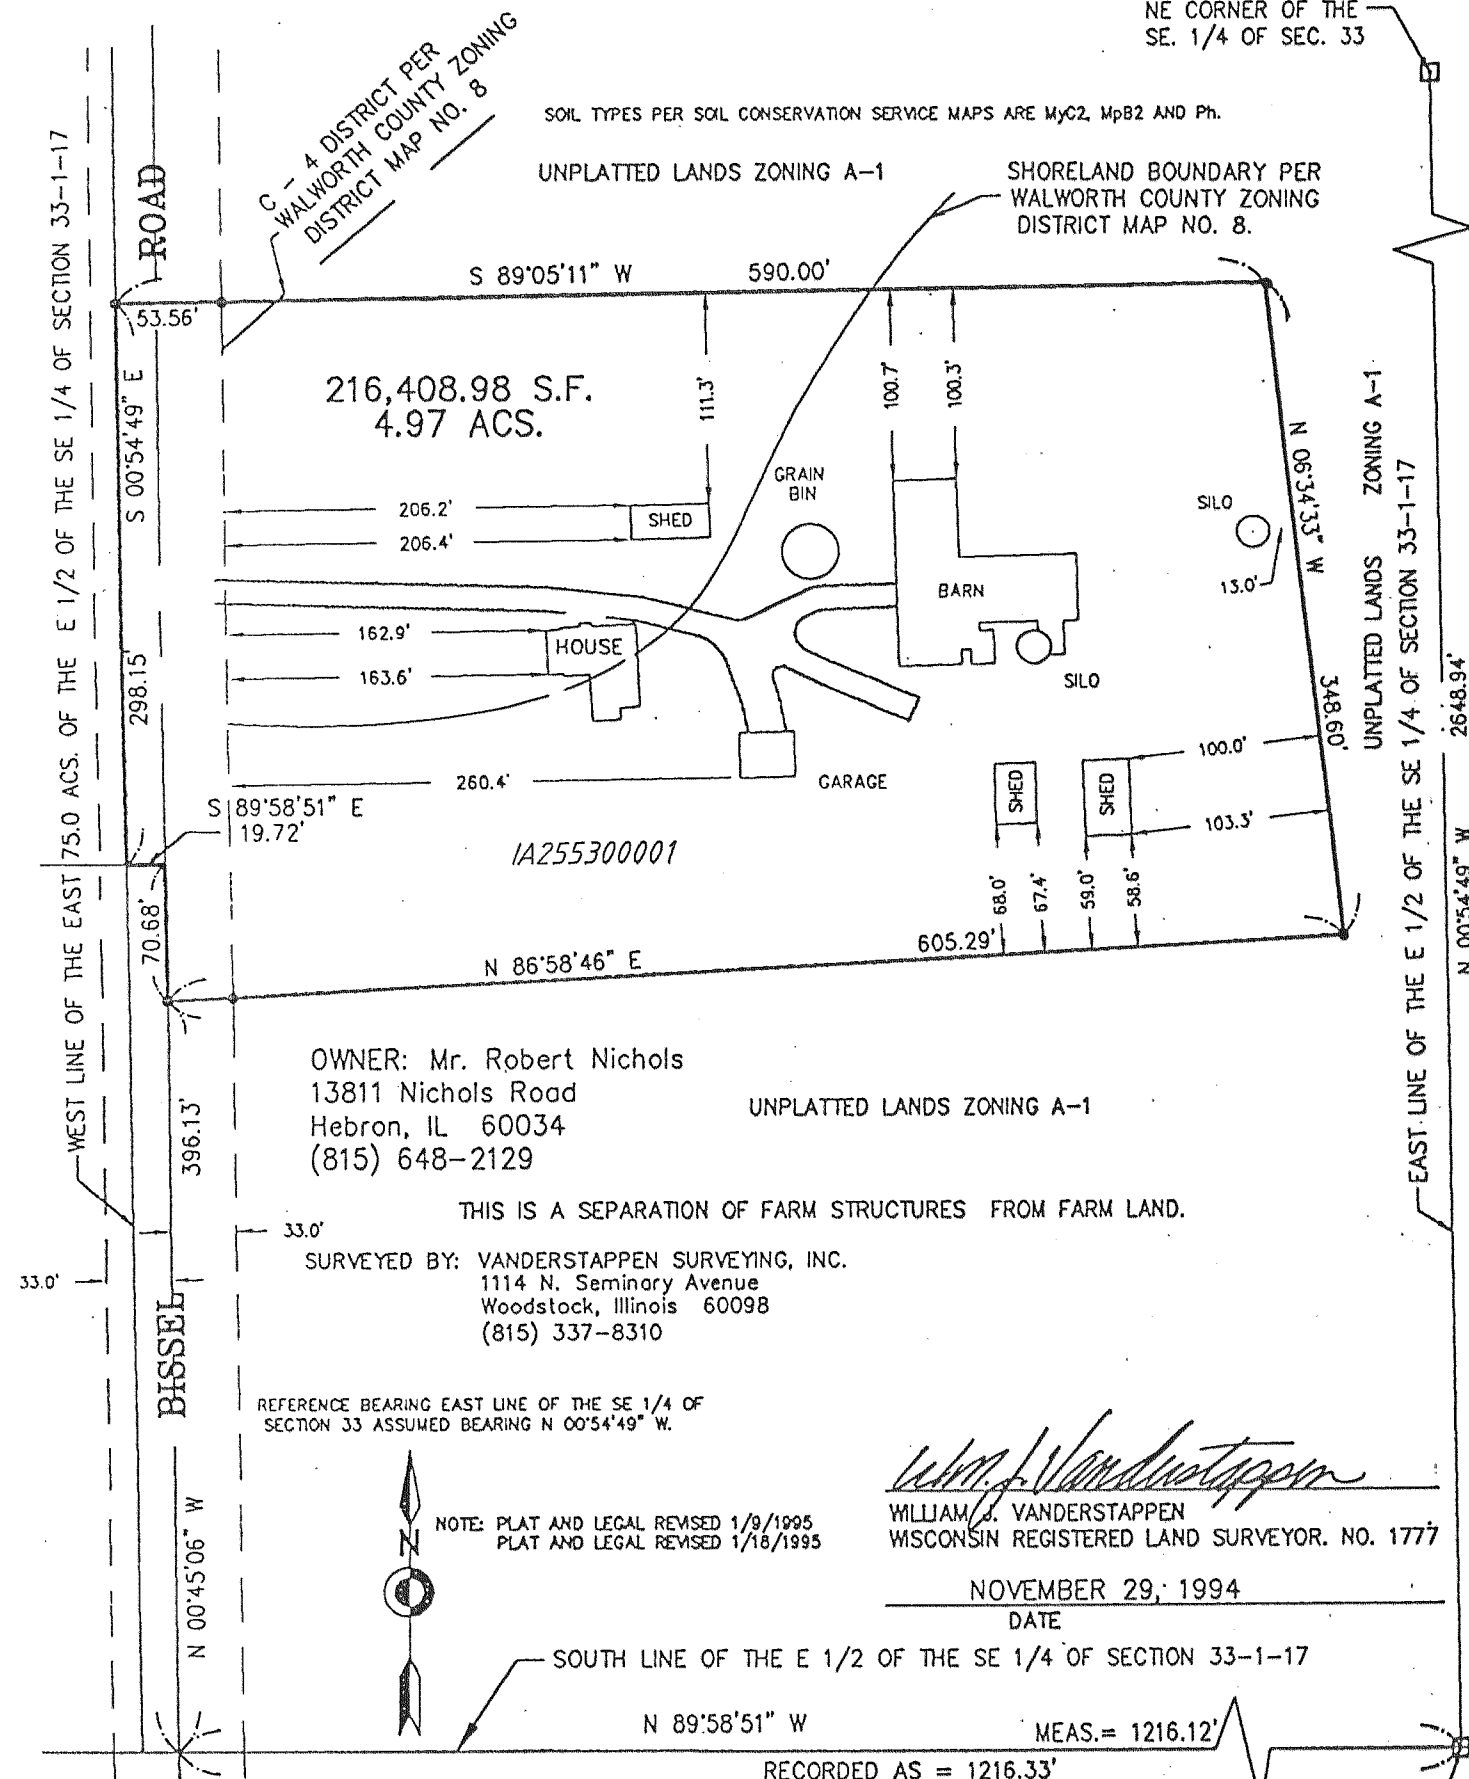 NE CORNER OF THE
SE. 1/4 OF SEC. 33
C - 4 DISTRICT PER
WALWORTH COUNTY ZONING
DISTRICT MAP NO. 8
SOIL TYPES PER SOIL CONSERVATION SERVICE MAPS ARE MyC2, MpB2 AND Ph.
UNPLATTED LANDS ZONING A-1
SHORELAND BOUNDARY PER
WALWORTH COUNTY ZONING
DISTRICT MAP NO. 8.
ROAD
WEST LINE OF THE EAST 75.0 ACS. OF THE E 1/2 OF THE SE 1/4 OF SECTION 33-1-17
S 89°05'11" W 590.00'
53.56'
S 00°54'49" E
298.15'
216,408.98 S.F.
4.97 ACS.
111.3'
100.7'
100.3'
GRAIN
BIN
206.2'
SHED
206.4'
SILO
13.0'
N 06°34'33" W
348.60'
UNPLATTED LANDS ZONING A-1
EAST LINE OF THE E 1/2 OF THE SE 1/4 OF SECTION 33-1-17
2648.94'
N 00°54'49" W
BARN
162.9'
HOUSE
163.6'
SILO
260.4'
GARAGE
SHED
SHED
100.0'
103.3'
S 89°58'51" E
19.72'
IA255300001
68.0'
67.4'
59.0'
58.6'
70.68'
N 86°58'46" E
605.29'
OWNER: Mr. Robert Nichols
13811 Nichols Road
Hebron, IL 60034
(815) 648-2129
UNPLATTED LANDS ZONING A-1
396.13'
THIS IS A SEPARATION OF FARM STRUCTURES FROM FARM LAND.
33.0'
33.0'
SURVEYED BY: VANDERSTAPPEN SURVEYING, INC.
1114 N. Seminary Avenue
Woodstock, Illinois 60098
(815) 337-8310
BISSEL
REFERENCE BEARING EAST LINE OF THE SE 1/4 OF
SECTION 33 ASSUMED BEARING N 00°54'49" W.
N
NOTE: PLAT AND LEGAL REVISED 1/9/1995
PLAT AND LEGAL REVISED 1/18/1995
N 00°45'06" W
Wm. J. Vanderstappen
WILLIAM J. VANDERSTAPPEN
WISCONSIN REGISTERED LAND SURVEYOR. NO. 1777
NOVEMBER 29, 1994
DATE
SOUTH LINE OF THE E 1/2 OF THE SE 1/4 OF SECTION 33-1-17
N 89°58'51" W
MEAS.= 1216.12'
RECORDED AS = 1216.33'